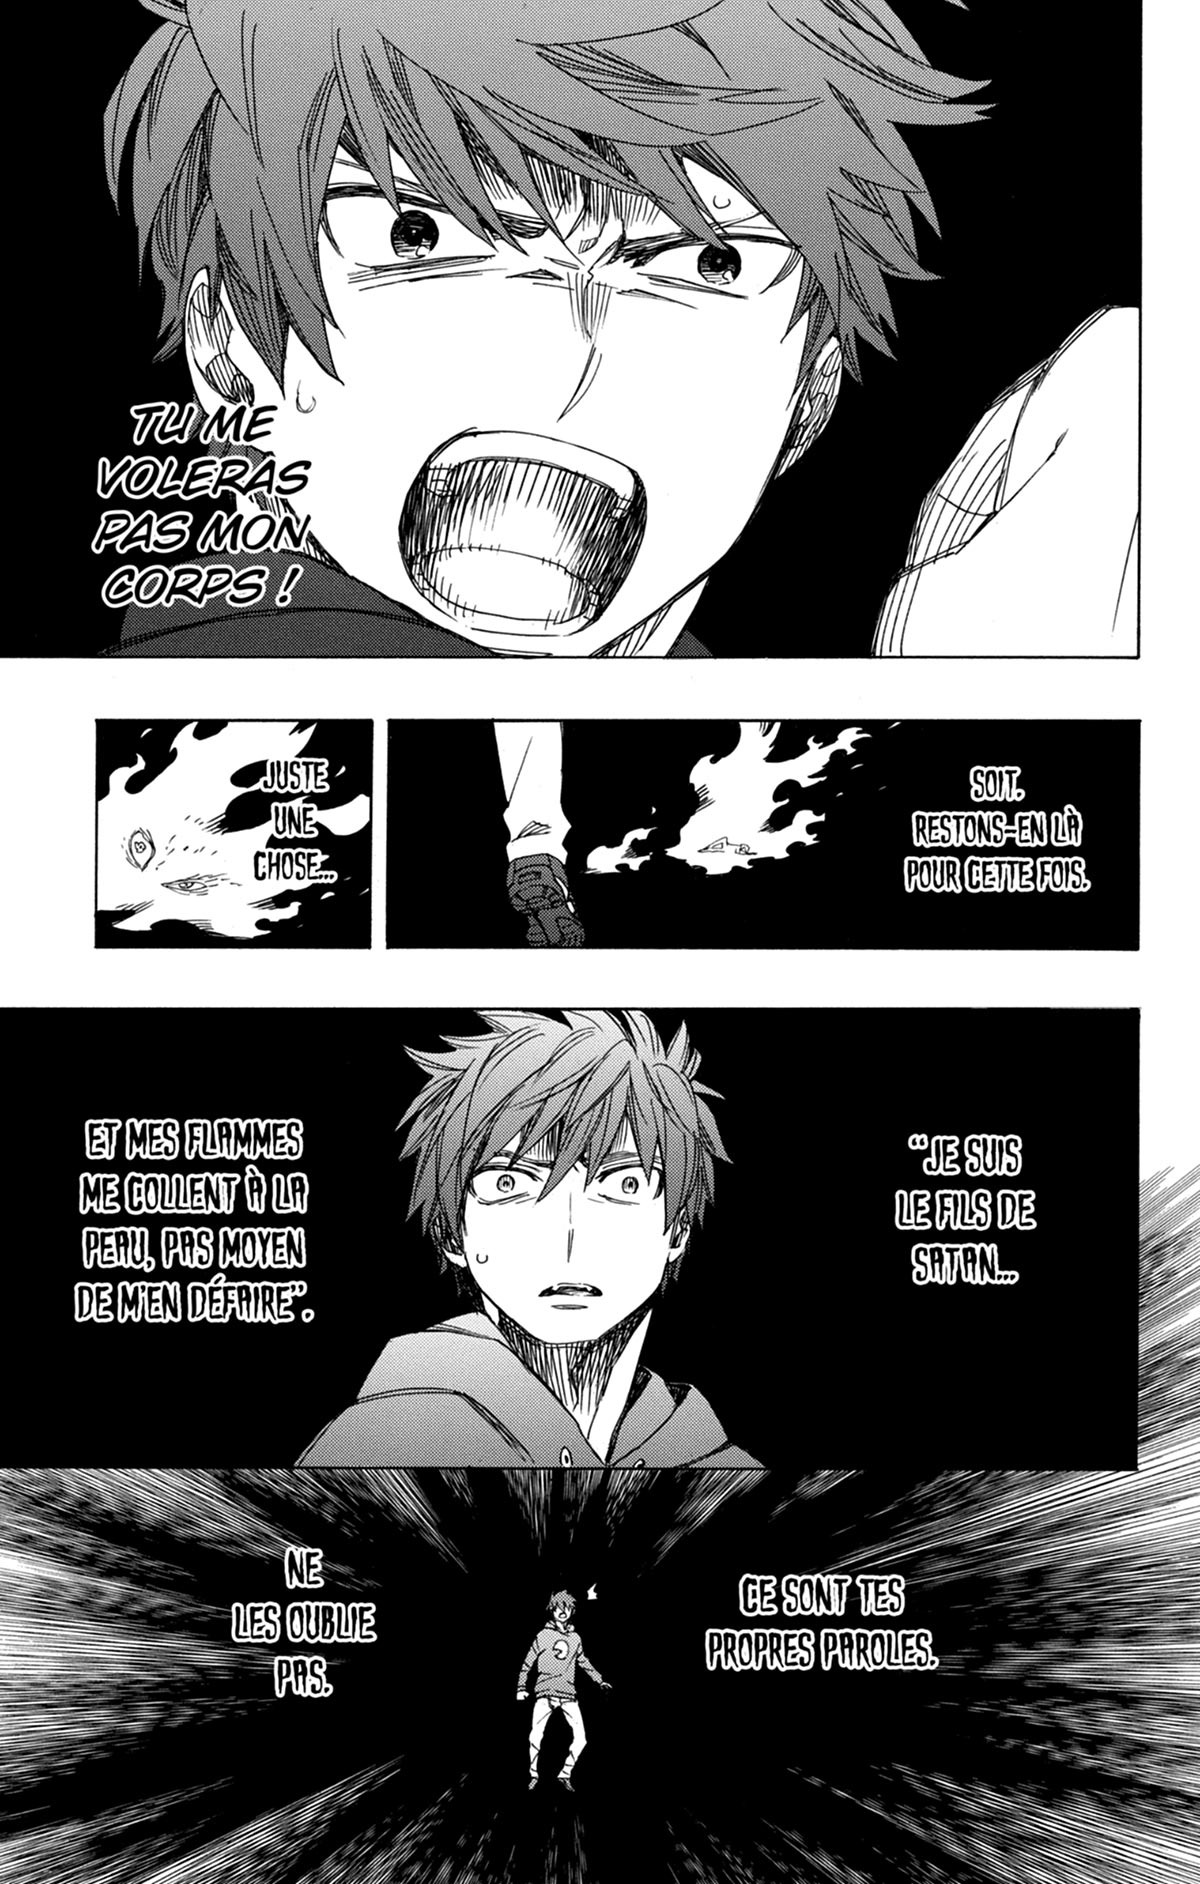 TU ME
VOLERAS
PAS MON
CORPS !
SOIT.
RESTONS-EN LÀ
POUR CETTE FOIS.
JUSTE
UNE
CHOSE...
“JE SUIS
LE FILS DE
SATAN...
ET MES FLAMMES
ME COLLENT À LA
PEAU, PAS MOYEN
DE M'EN DÉFAIRE”.
CE SONT TES
PROPRES PAROLES.
NE
LES OUBLIE
PAS.